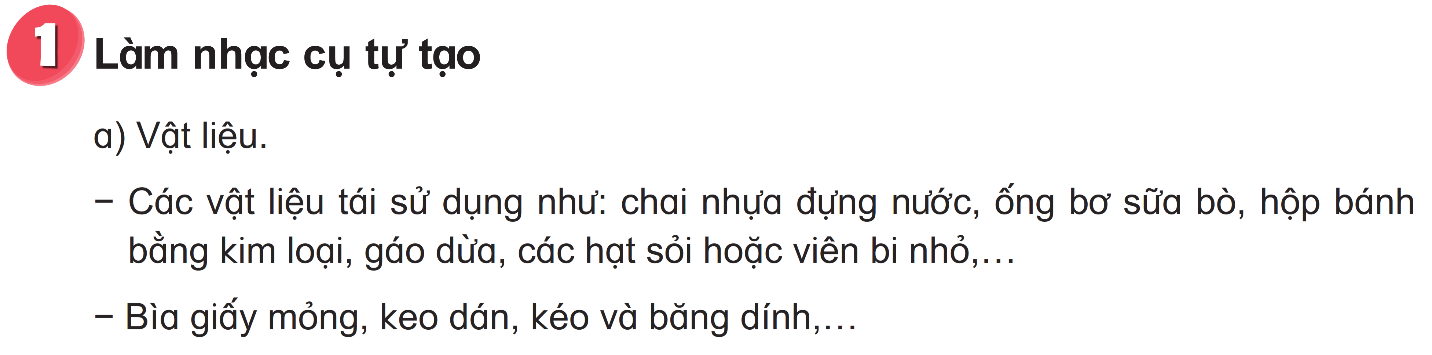 1 Làm nhạc cụ tự tạo
a) Vật liệu.
– Các vật liệu tái sử dụng như: chai nhựa đựng nước, ống bơ sữa bò, hộp bánh
bằng kim loại, gáo dừa, các hạt sỏi hoặc viên bi nhỏ,...
– Bìa giấy mỏng, keo dán, kéo và băng dính,...